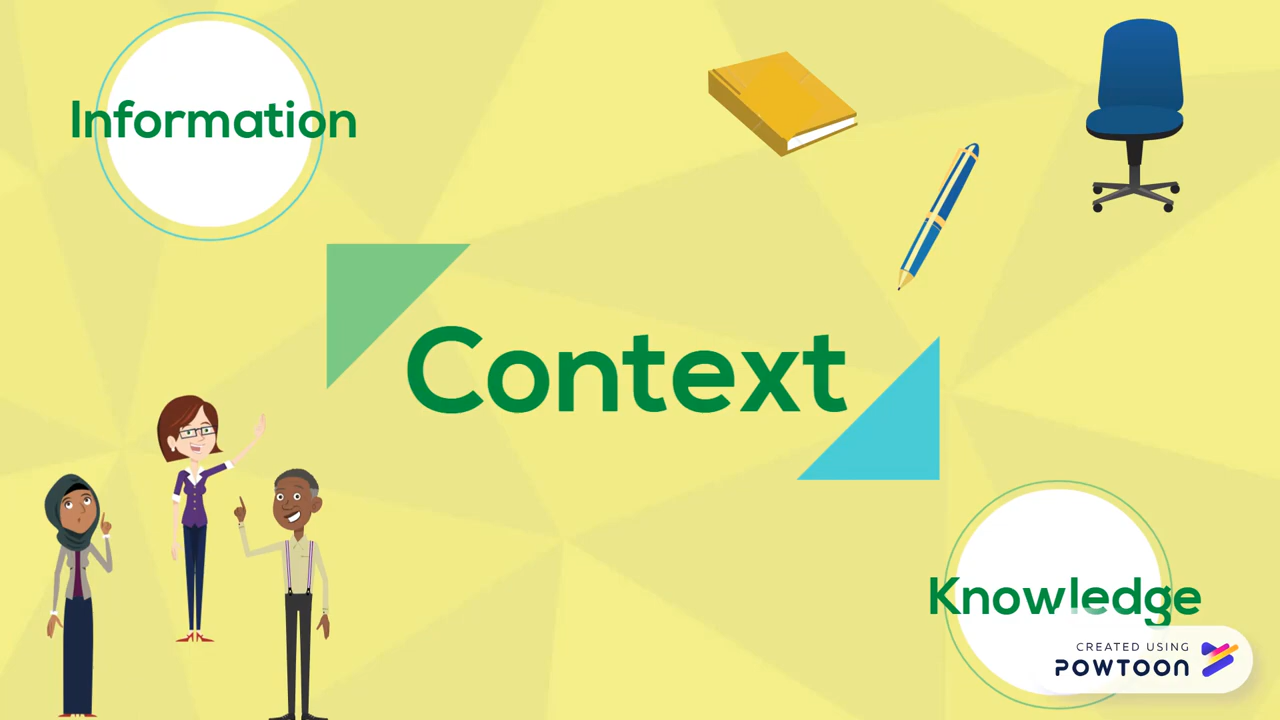 Information
Context
Knowledge
CREATED USING
POWTOON